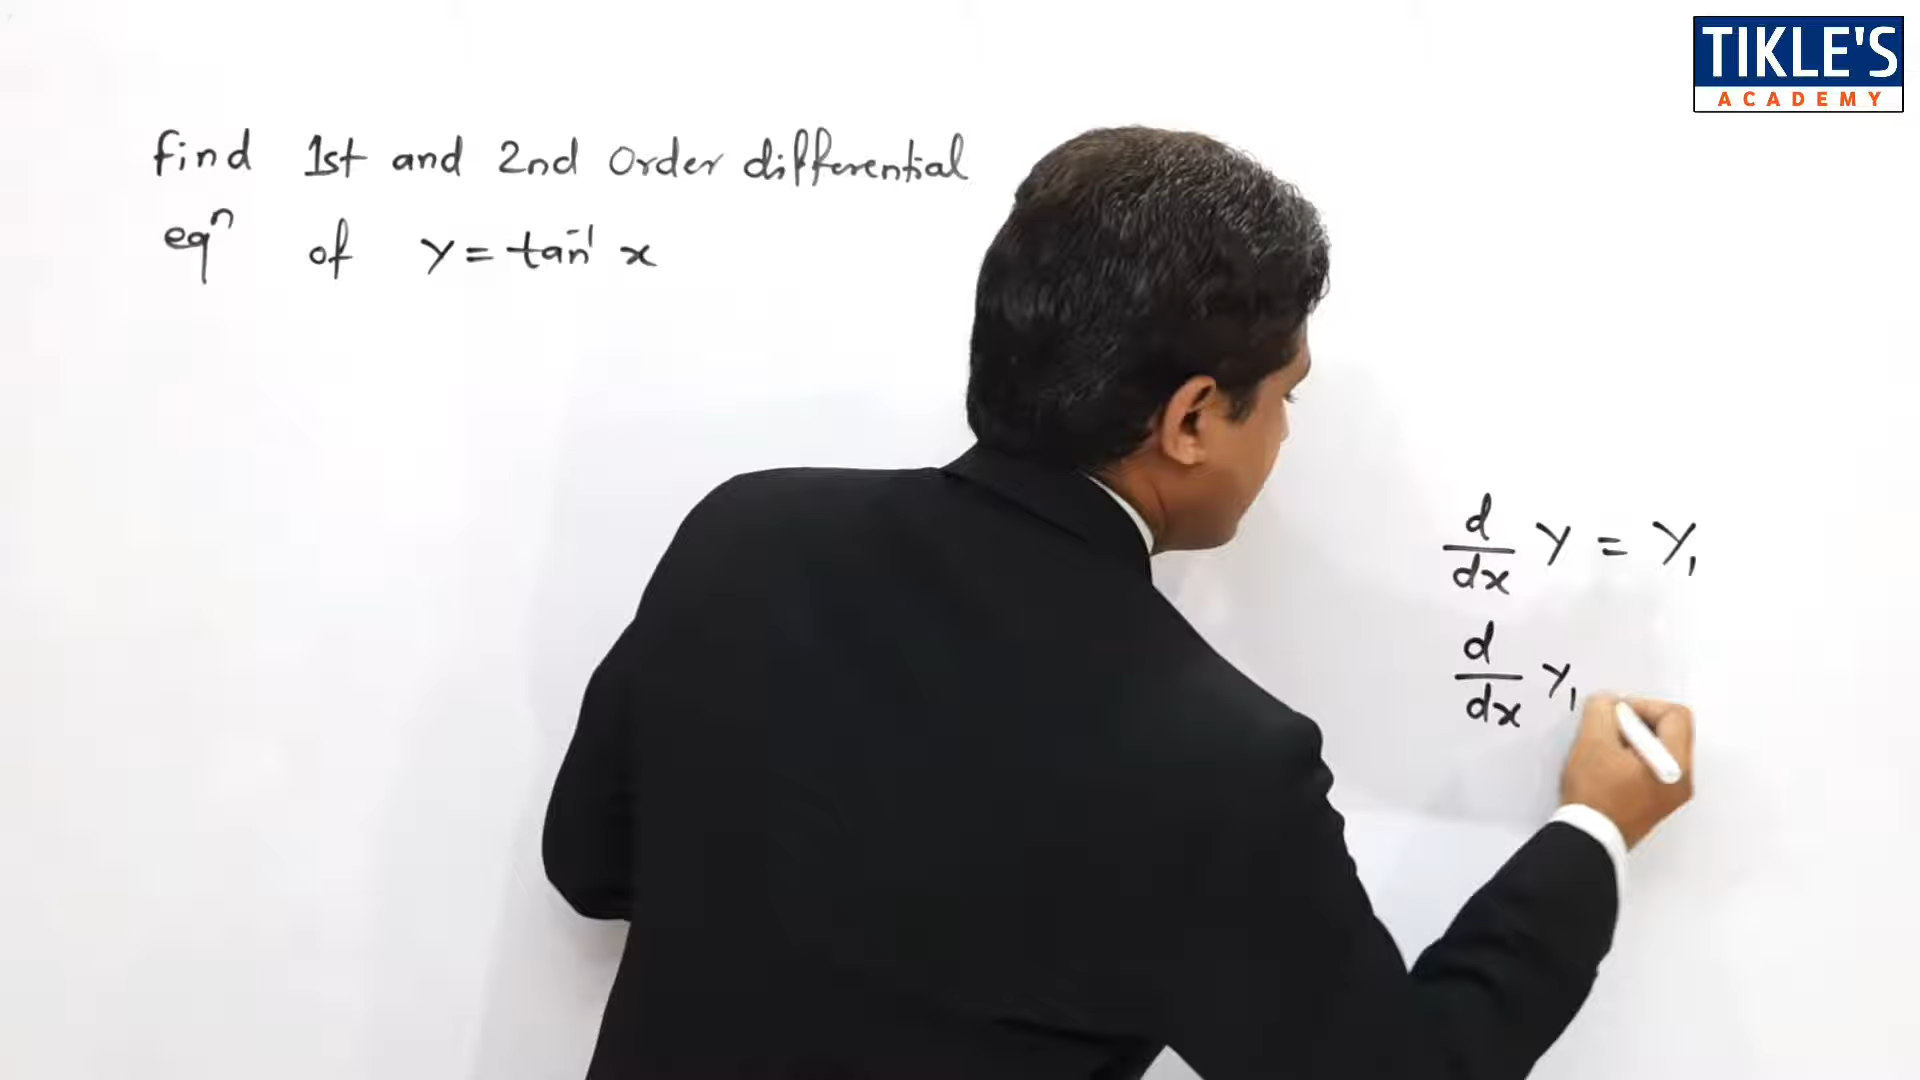 TIKLE'S
ACADEMY
find 1st and 2nd Order differential
eqⁿ of y = tan⁻¹ x
d/dx y = y₁
d/dx y₁